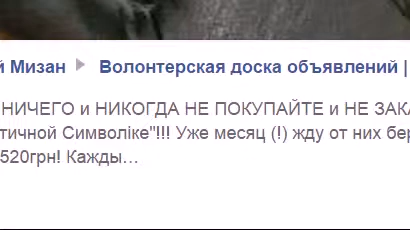 й Мизан ▶ Волонтерская доска объявлений |
НИЧЕГО и НИКОГДА НЕ ПОКУПАЙТЕ и НЕ ЗАКА
тичной Символіке"!!! Уже месяц (!) жду от них бер
520грн! Кажды...